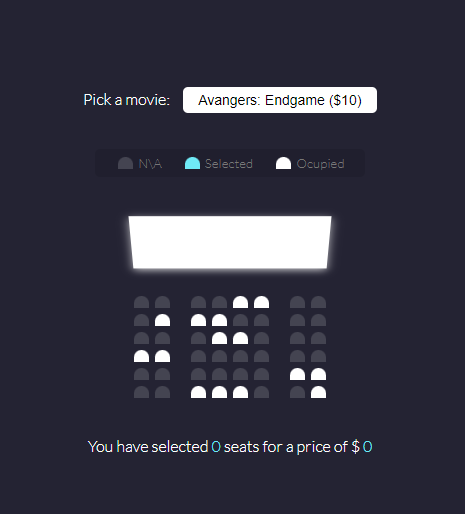 Pick a movie: Avangers: Endgame ($10)
N\A Selected Ocupied
You have selected 0 seats for a price of $ 0